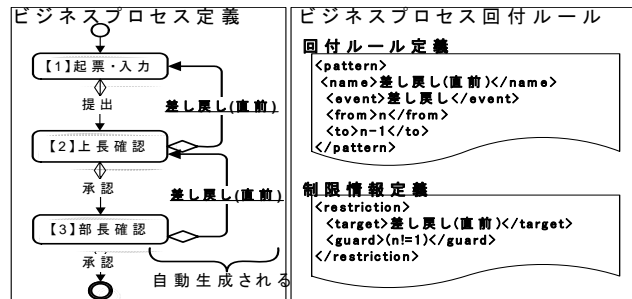 ビジネスプロセス定義
【1】起票・入力
提出
差し戻し(直前)
【2】上長確認
承認
差し戻し(直前)
【3】部長確認
承認
自動生成される
ビジネスプロセス回付ルール
回付ルール定義
<pattern>
<name>差し戻し(直前)</name>
<event>差し戻し</event>
<from>n</from>
<to>n-1</to>
</pattern>
制限情報定義
<restriction>
<target>差し戻し(直前)</target>
<guard>(n!=1)</guard>
</restriction>